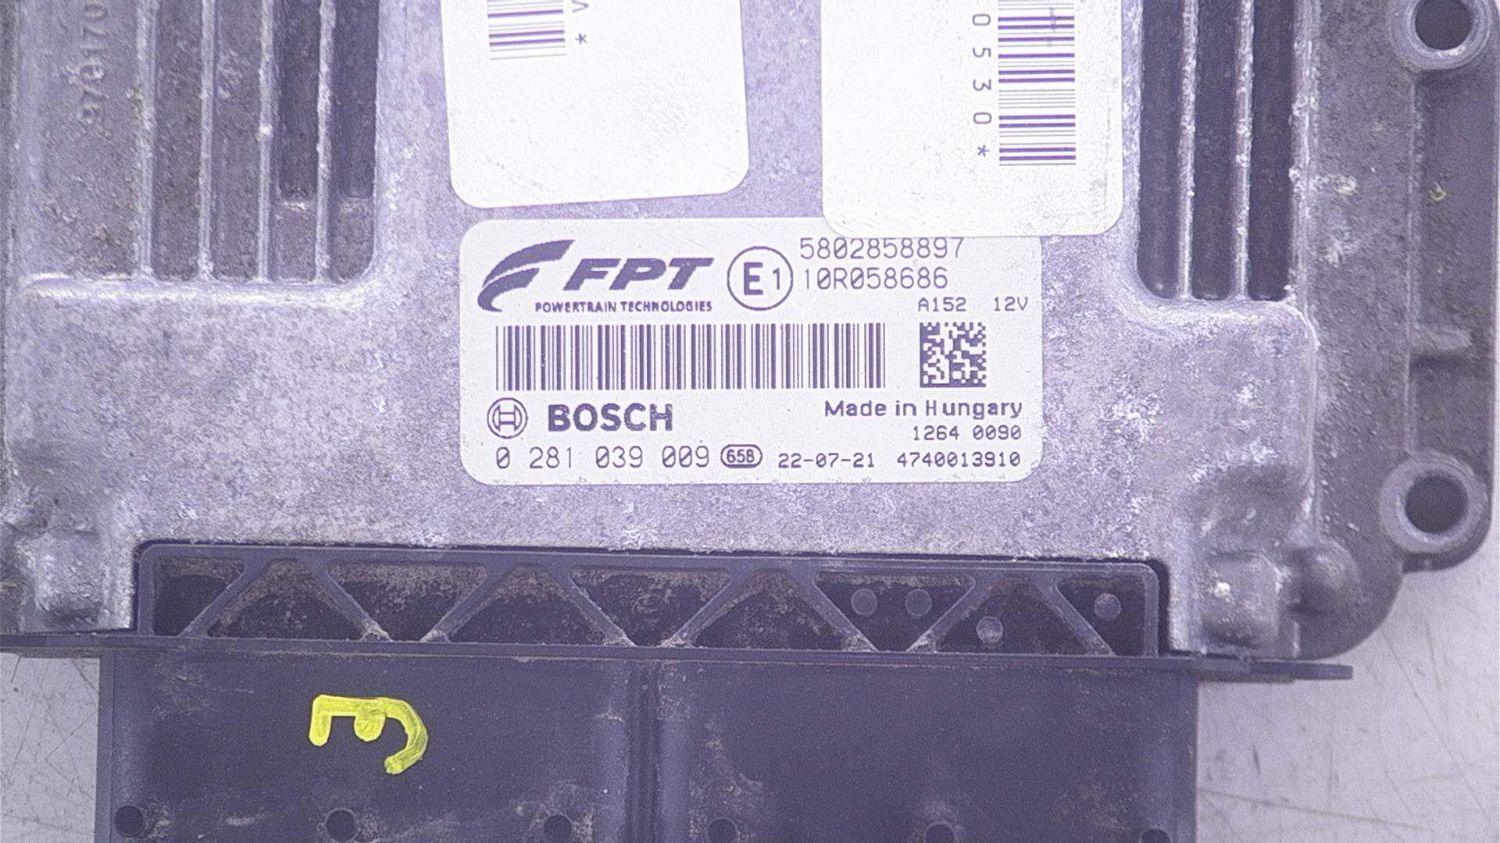 0530*
*
FPT
POWERTRAIN TECHNOLOGIES
E1
5802858897
10R058686
A152 12V
BOSCH
Made in Hungary
1264 0090
0 281 039 009 658 22-07-21 4740013910